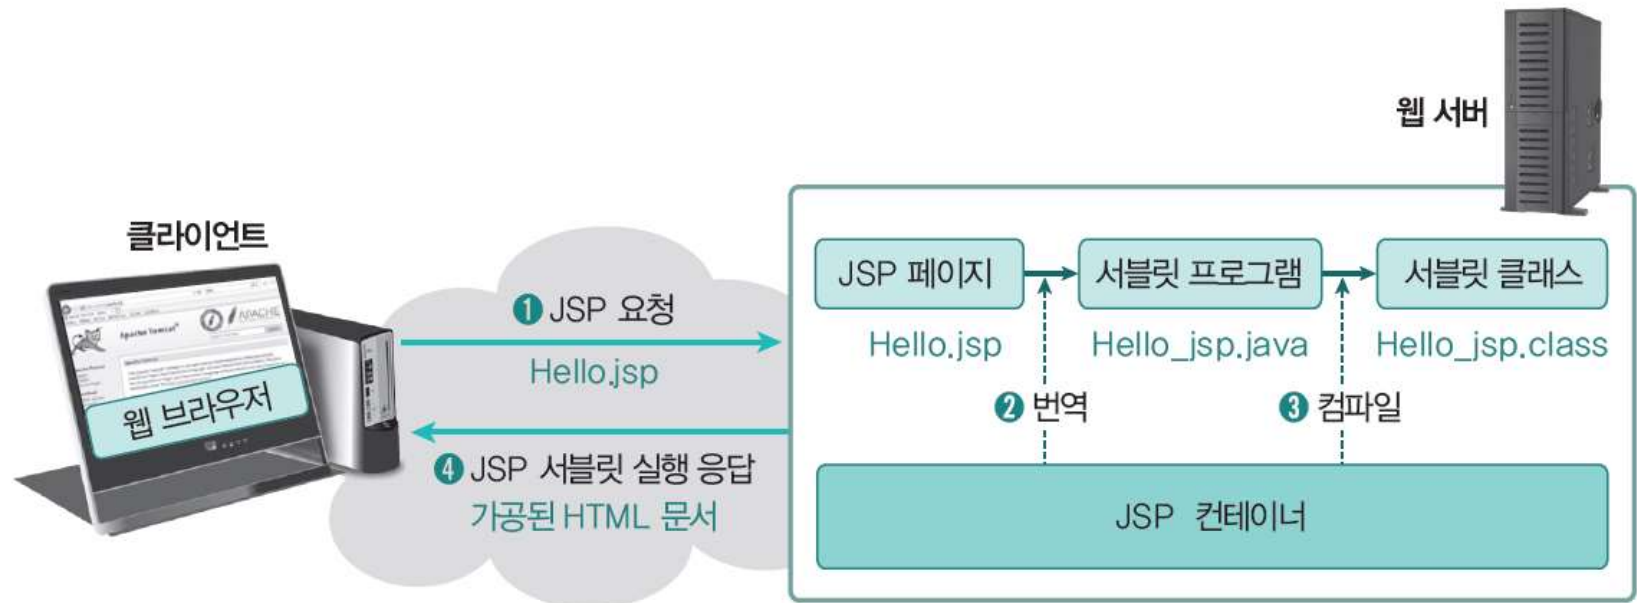 웹 서버
클라이언트
Apache Tomcat
APACHE
웹 브라우저
❶ JSP 요청
Hello.jsp
❹ JSP 서블릿 실행 응답
가공된 HTML 문서
JSP 페이지
서블릿 프로그램
서블릿 클래스
Hello.jsp
Hello_jsp.java
Hello_jsp.class
❷ 번역
❸ 컴파일
JSP 컨테이너